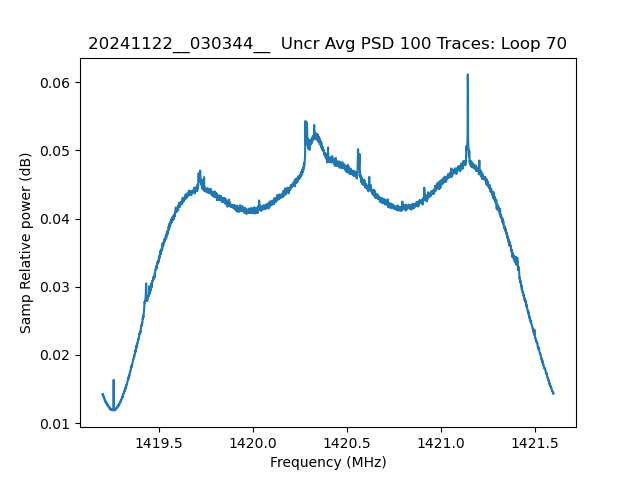 20241122__030344__  Uncr Avg PSD 100 Traces: Loop 70
0.06
0.05
0.04
0.03
0.02
0.01
Samp Relative power (dB)
1419.5 1420.0 1420.5 1421.0 1421.5
Frequency (MHz)